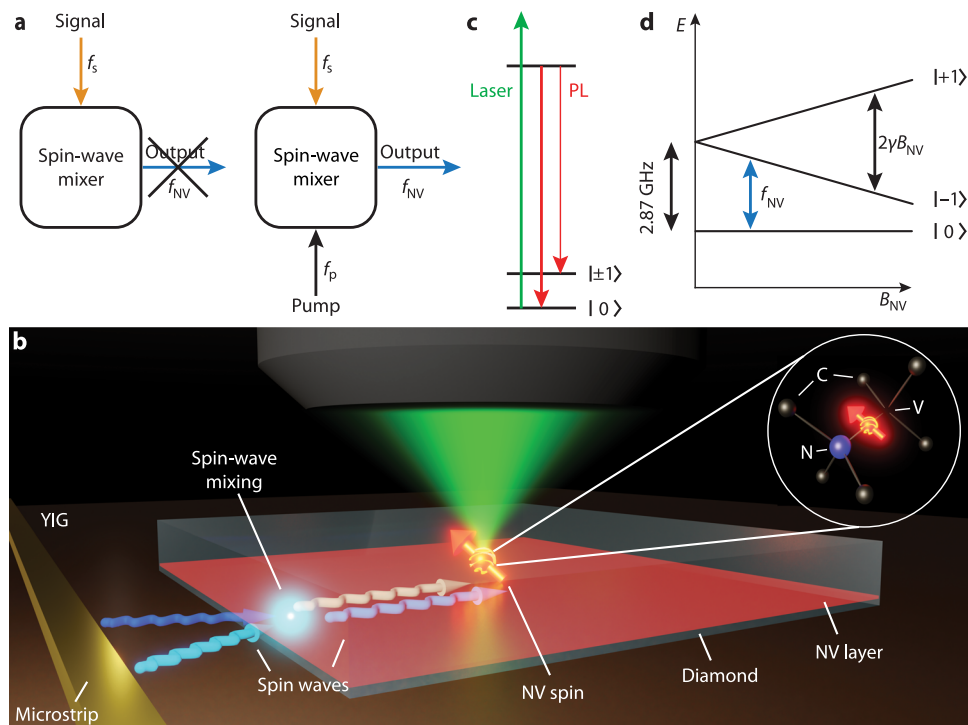 a
Signal
fs
Spin-wave
mixer
Output
fNV
Signal
fs
Spin-wave
mixer
Output
fNV
fp
Pump
c
Laser
PL
|±1⟩
|0⟩
d
E
|+1⟩
2γBNV
|−1⟩
|0⟩
2.87 GHz
fNV
BNV
b
YIG
Spin-wave
mixing
C
V
N
NV layer
Diamond
NV spin
Spin waves
Microstrip